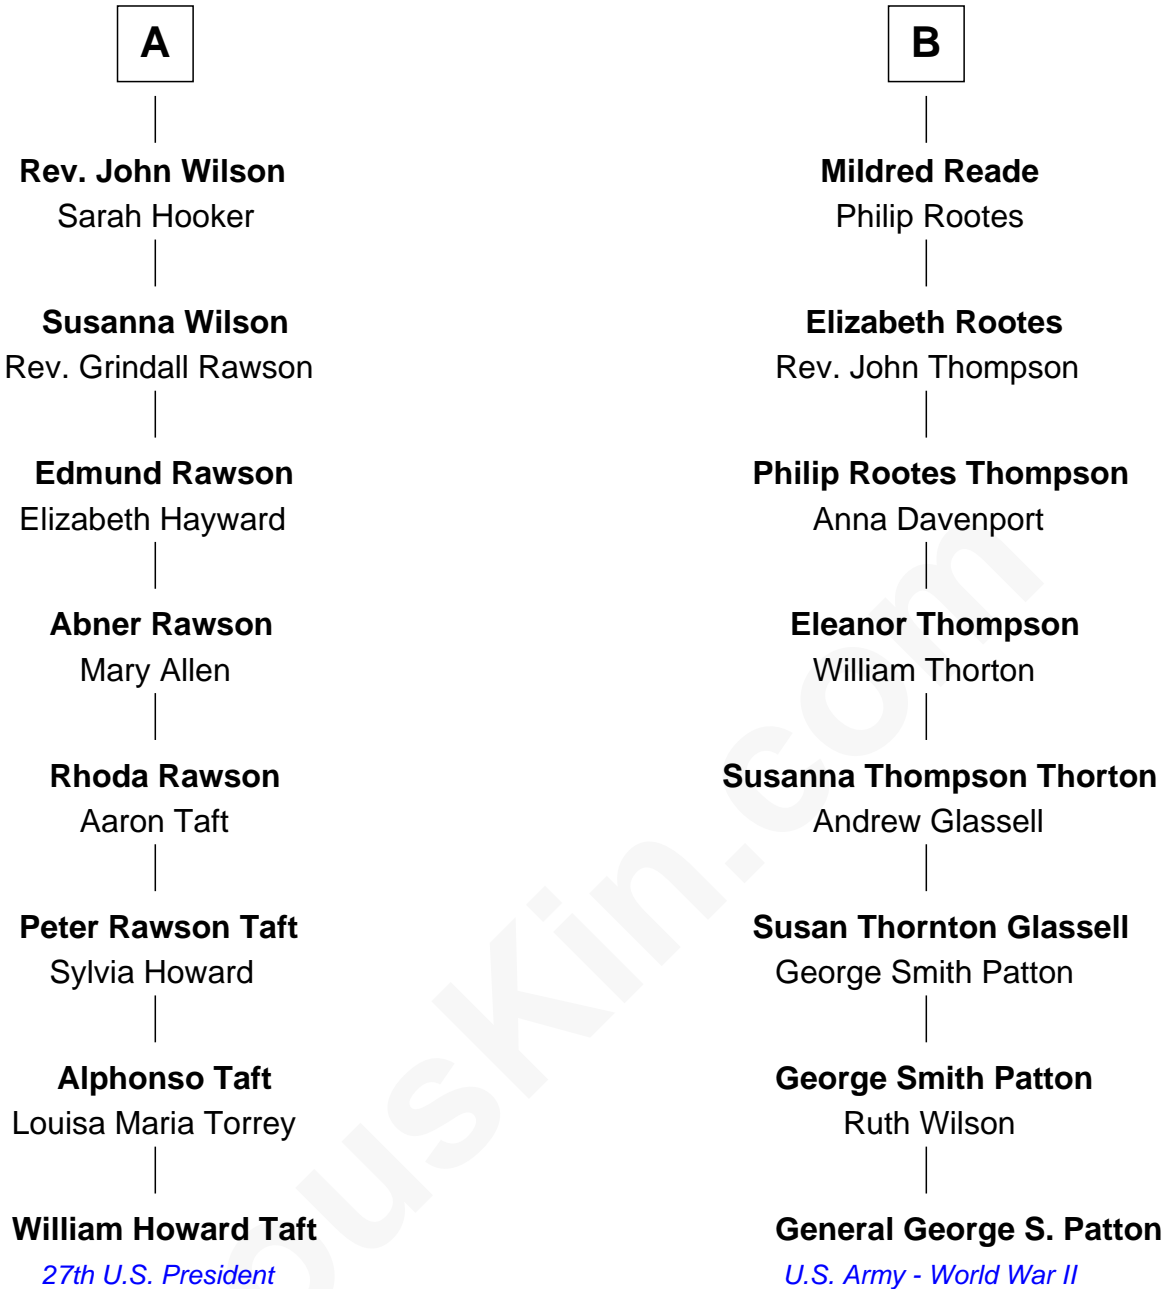 A
B
Rev. John Wilson
Sarah Hooker
Mildred Reade
Philip Rootes
Susanna Wilson
Rev. Grindall Rawson
Elizabeth Rootes
Rev. John Thompson
Edmund Rawson
Elizabeth Hayward
Philip Rootes Thompson
Anna Davenport
Abner Rawson
Mary Allen
Eleanor Thompson
William Thorton
Rhoda Rawson
Aaron Taft
Susanna Thompson Thorton
Andrew Glassell
Peter Rawson Taft
Sylvia Howard
Susan Thornton Glassell
George Smith Patton
Alphonso Taft
Louisa Maria Torrey
George Smith Patton
Ruth Wilson
William Howard Taft
27th U.S. President
General George S. Patton
U.S. Army - World War II
ousKin.com